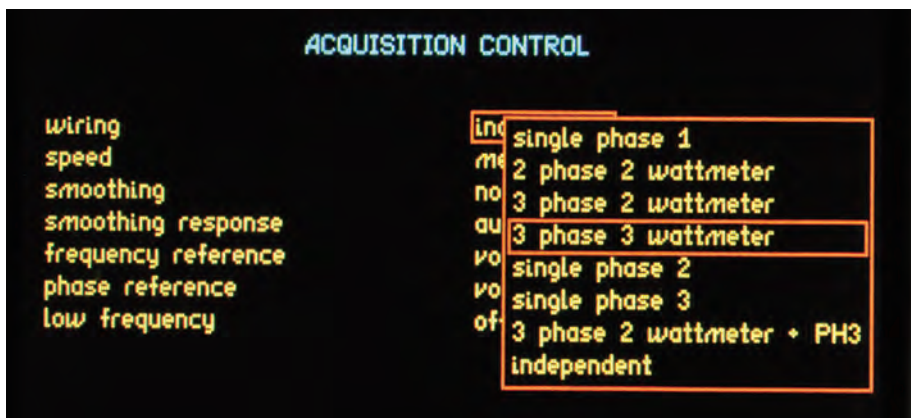 ACQUISITION CONTROL
wiring
speed
smoothing
smoothing response
frequency reference
phase reference
low frequency
single phase 1
2 phase 2 wattmeter
3 phase 2 wattmeter
3 phase 3 wattmeter
single phase 2
single phase 3
3 phase 2 wattmeter + PH3
independent